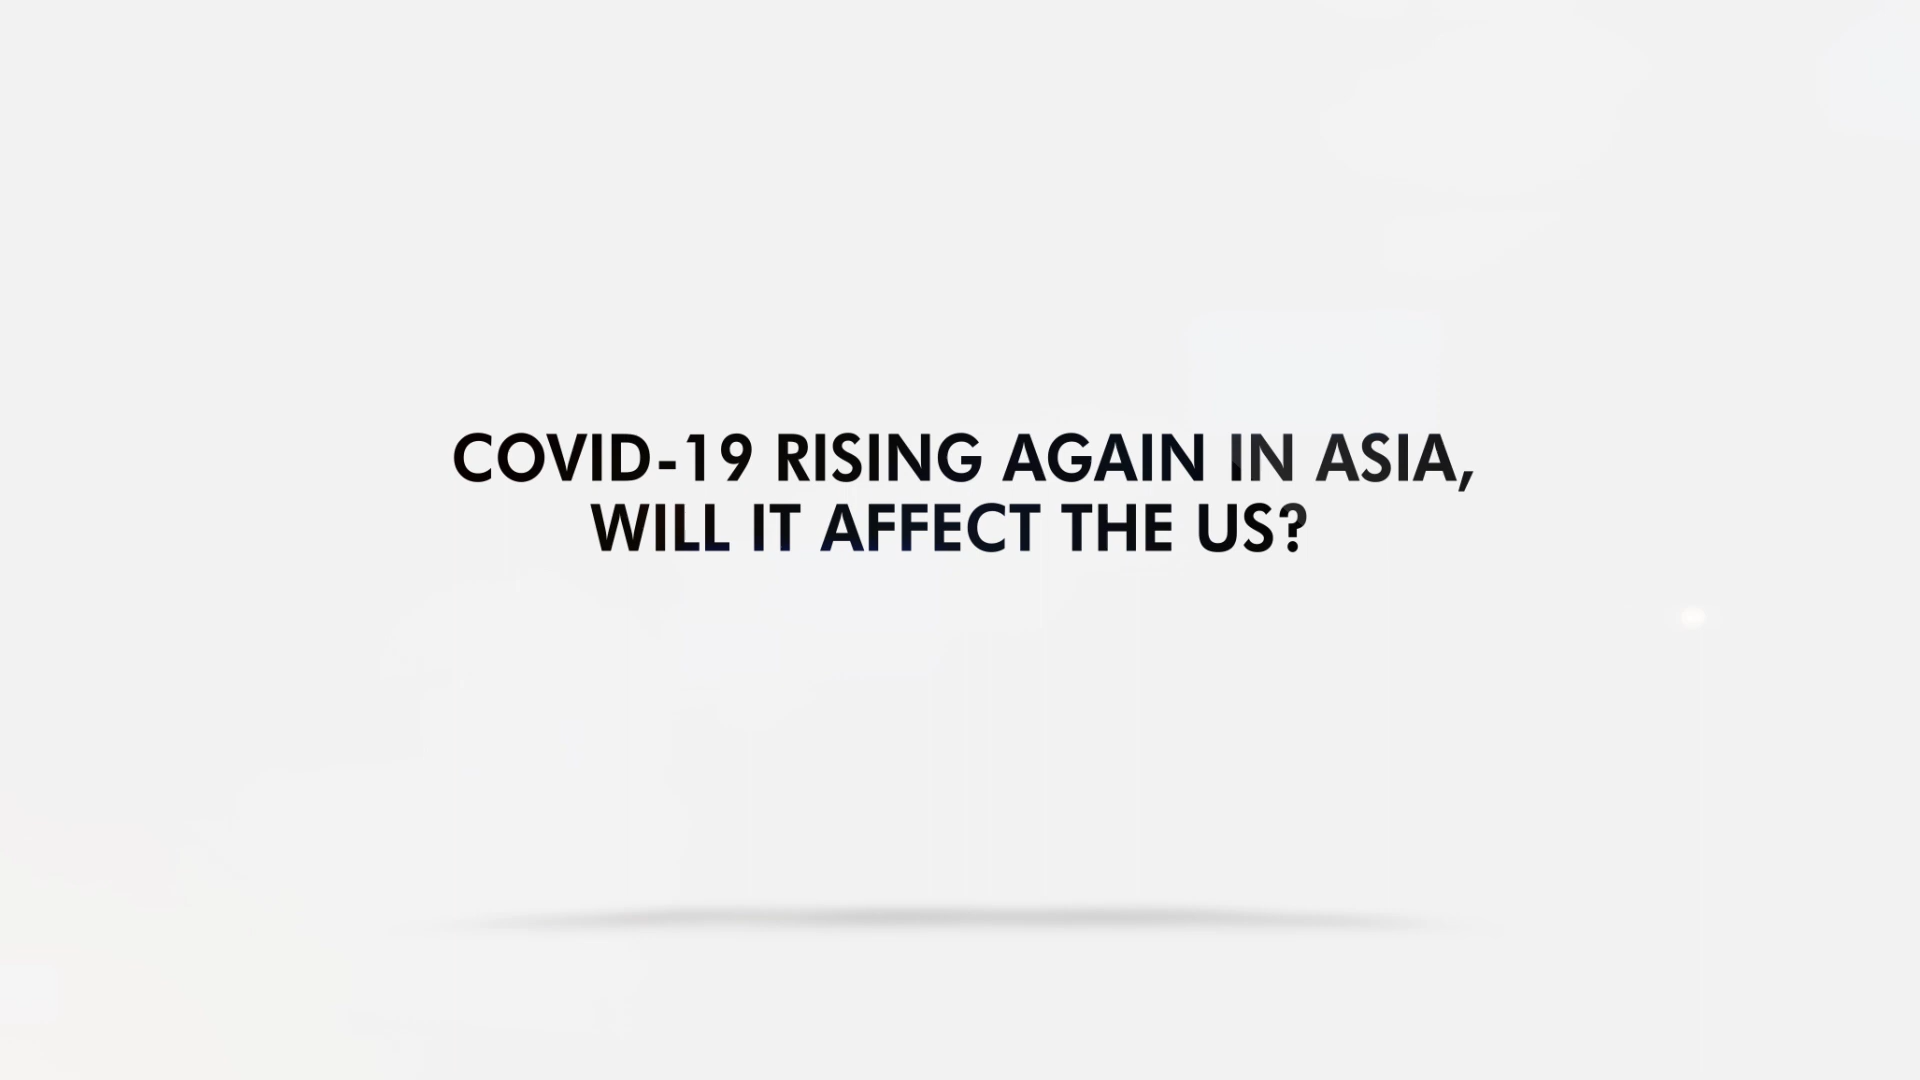 COVID-19 RISING AGAIN IN ASIA,
WILL IT AFFECT THE US?